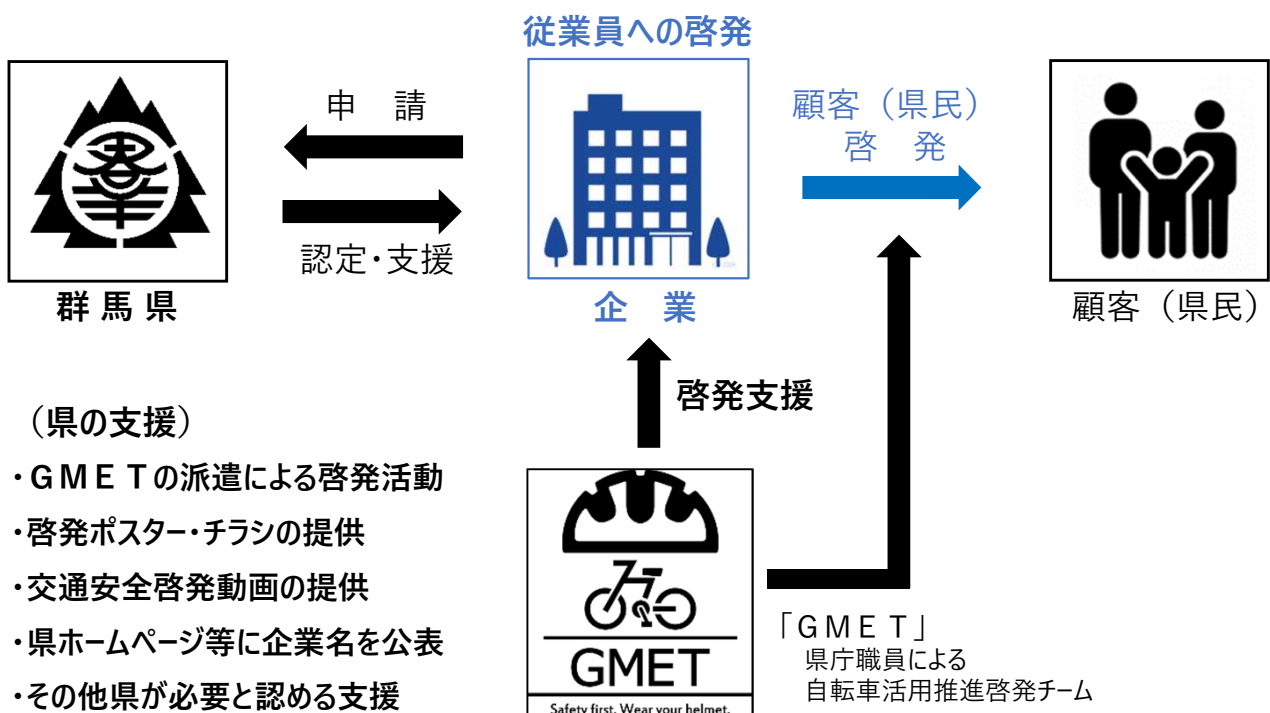 従業員への啓発
申　請
認定・支援
群馬県
企　業
顧客（県民）
啓　発
顧客（県民）
啓発支援
（県の支援）
・ＧＭＥＴの派遣による啓発活動
・啓発ポスター・チラシの提供
・交通安全啓発動画の提供
・県ホームページ等に企業名を公表
・その他県が必要と認める支援
GMET
Safety first. Wear your helmet.
「ＧＭＥＴ」
県庁職員による
自転車活用推進啓発チーム